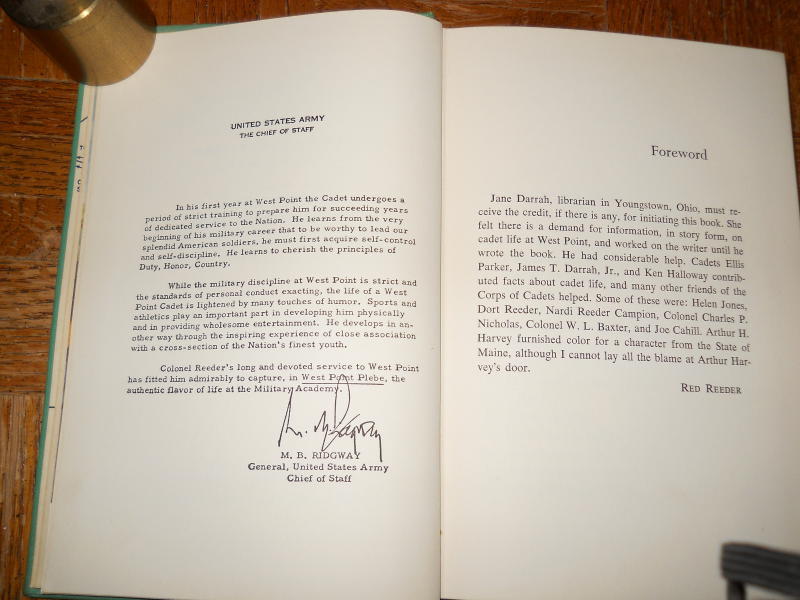 UNITED STATES ARMY
THE CHIEF OF STAFF
In his first year at West Point the Cadet undergoes a
period of strict training to prepare him for succeeding years
of dedicated service to the Nation. He learns from the very
beginning of his military career that to be worthy to lead our
splendid American soldiers, he must first acquire self-control
and self-discipline. He learns to cherish the principles of
Duty, Honor, Country.
While the military discipline at West Point is strict and
the standards of personal conduct exacting, the life of a West
Point Cadet is lightened by many touches of humor. Sports and
athletics play an important part in developing him physically
and in providing wholesome entertainment. He develops in an-
other way through the inspiring experience of close association
with a cross-section of the Nation's finest youth.
Colonel Reeder's long and devoted service to West Point
has fitted him admirably to capture, in West Point Plebe, the
authentic flavor of life at the Military Academy.
M. B. Ridgway
M. B. RIDGWAY
General, United States Army
Chief of Staff
Foreword
Jane Darrah, librarian in Youngstown, Ohio, must re-
ceive the credit, if there is any, for initiating this book. She
felt there is a demand for information, in story form, on
cadet life at West Point, and worked on the writer until he
wrote the book. He had considerable help. Cadets Ellis
Parker, James T. Darrah, Jr., and Ken Halloway contrib-
uted facts about cadet life, and many other friends of the
Corps of Cadets helped. Some of these were: Helen Jones,
Dort Reeder, Nardi Reeder Campion, Colonel Charles P.
Nicholas, Colonel W. L. Baxter, and Joe Cahill. Arthur H.
Harvey furnished color for a character from the State of
Maine, although I cannot lay all the blame at Arthur Har-
vey's door.
RED REEDER